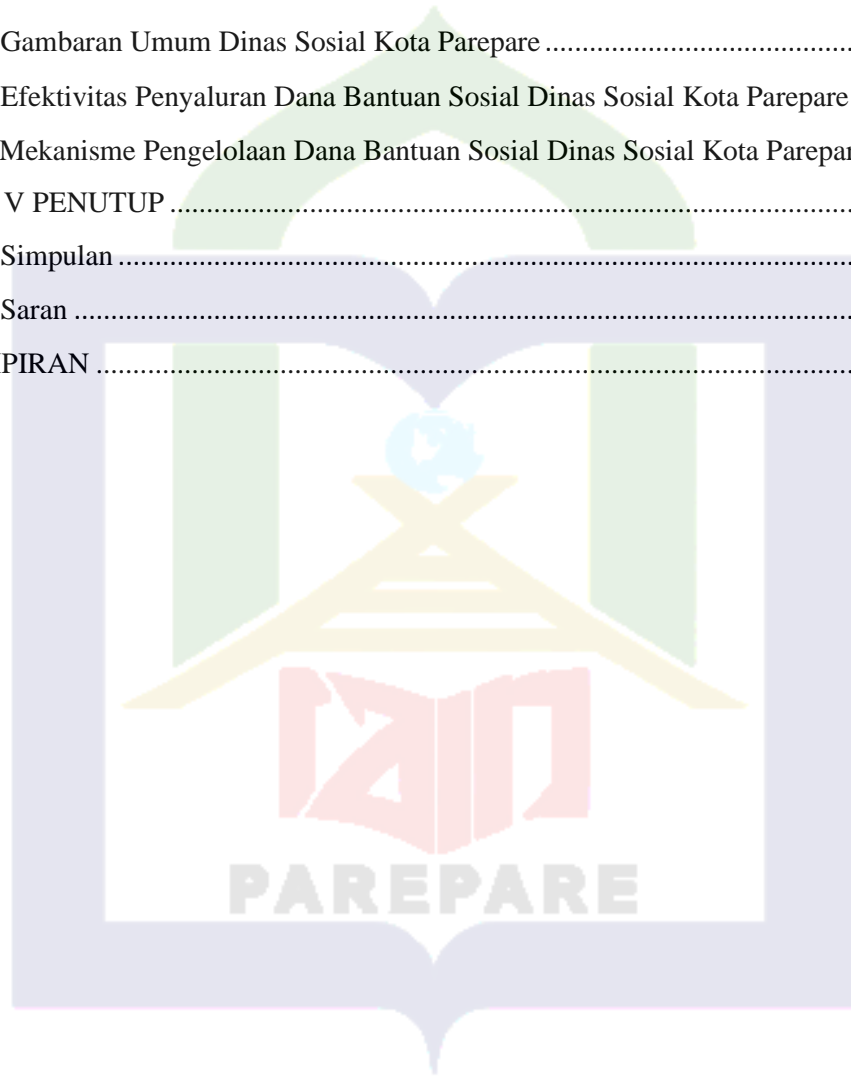 Gambaran Umum Dinas Sosial Kota Parepare ..........................................
Efektivitas Penyaluran Dana Bantuan Sosial Dinas Sosial Kota Parepare
Mekanisme Pengelolaan Dana Bantuan Sosial Dinas Sosial Kota Parepar
V PENUTUP ..........................................................................................
Simpulan .................................................................................................
Saran .......................................................................................................
PIRAN ....................................................................................................
iain
PAREPARE